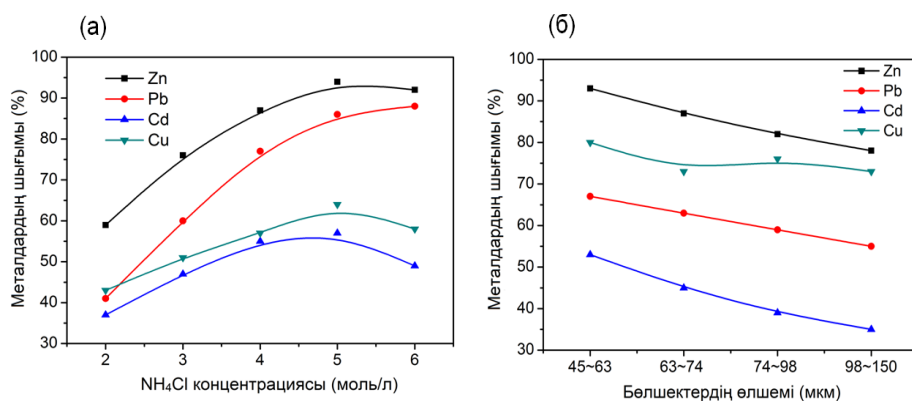 (а)
Металдардың шығымы (%)
100
90
80
70
60
50
40
30
Zn
Pb
Cd
Cu
2 3 4 5 6
NH₄Cl концентрациясы (моль/л)
(б)
Металдардың шығымы (%)
100
90
80
70
60
50
40
30
Zn
Pb
Cd
Cu
45~63 63~74 74~98 98~150
Бөлшектердің өлшемі (мкм)